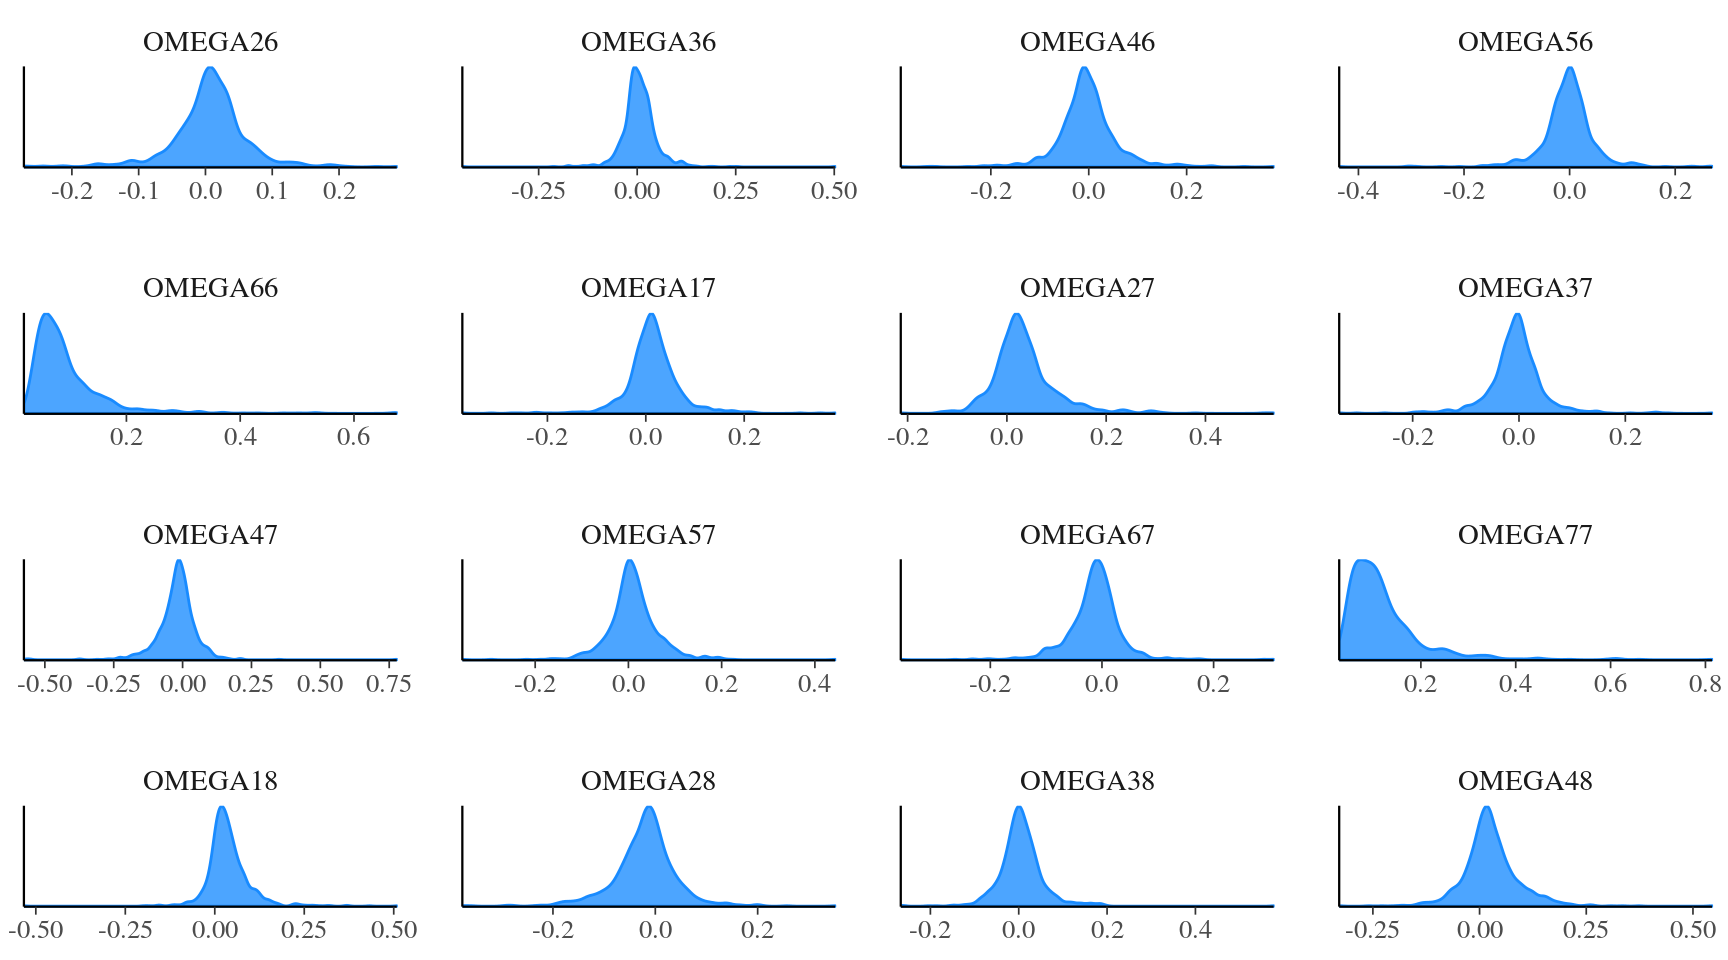 OMEGA26 OMEGA36 OMEGA46 OMEGA56
-0.2 -0.1 0.0 0.1 0.2 -0.25 0.00 0.25 0.50 -0.2 0.0 0.2 -0.4 -0.2 0.0 0.2
OMEGA66 OMEGA17 OMEGA27 OMEGA37
0.2 0.4 0.6 -0.2 0.0 0.2 -0.2 0.0 0.2 0.4 -0.2 0.0 0.2
OMEGA47 OMEGA57 OMEGA67 OMEGA77
-0.50 -0.25 0.00 0.25 0.50 0.75 -0.2 0.0 0.2 0.4 -0.2 0.0 0.2 0.2 0.4 0.6 0.8
OMEGA18 OMEGA28 OMEGA38 OMEGA48
-0.50 -0.25 0.00 0.25 0.50 -0.2 0.0 0.2 -0.2 0.0 0.2 0.4 -0.25 0.00 0.25 0.50